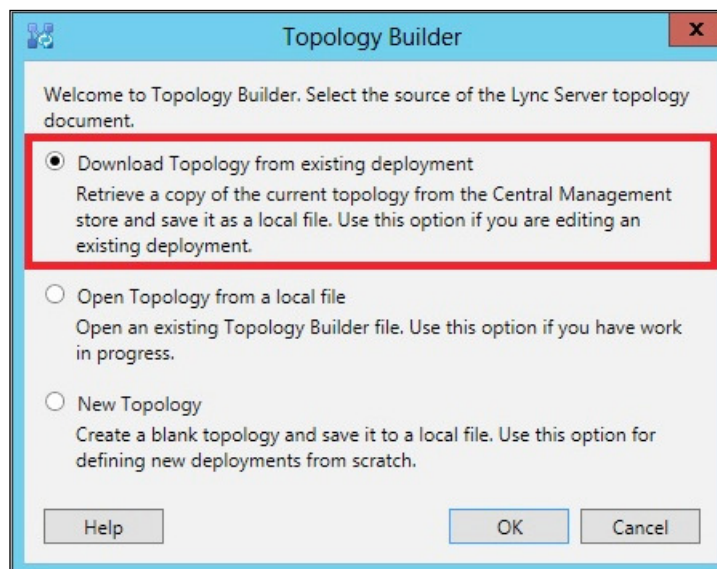 Topology Builder
x
Welcome to Topology Builder. Select the source of the Lync Server topology
document.
Download Topology from existing deployment
Retrieve a copy of the current topology from the Central Management
store and save it as a local file. Use this option if you are editing an
existing deployment.
Open Topology from a local file
Open an existing Topology Builder file. Use this option if you have work
in progress.
New Topology
Create a blank topology and save it to a local file. Use this option for
defining new deployments from scratch.
Help
OK
Cancel